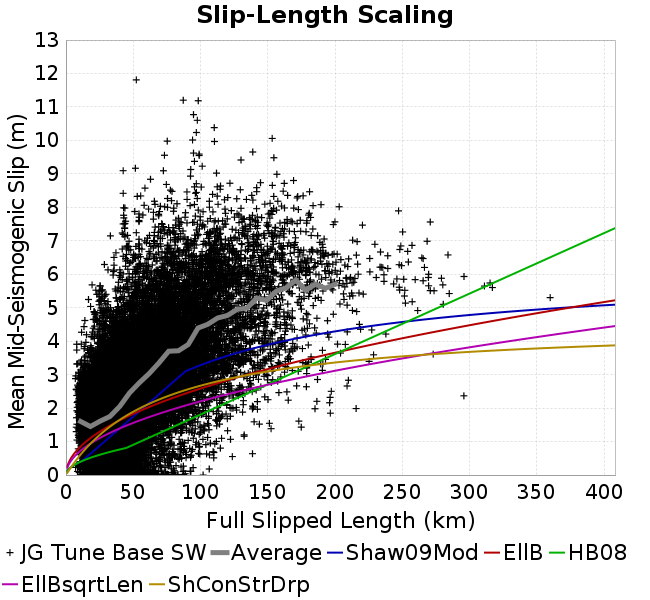 Slip-Length Scaling
Mean Mid-Seismogenic Slip (m)
13
12
11
10
9
8
7
6
5
4
3
2
1
0
0 50 100 150 200 250 300 350 400
Full Slipped Length (km)
JG Tune Base SW Average Shaw09Mod EllB HB08
EllBsqrtLen ShConStrDrp